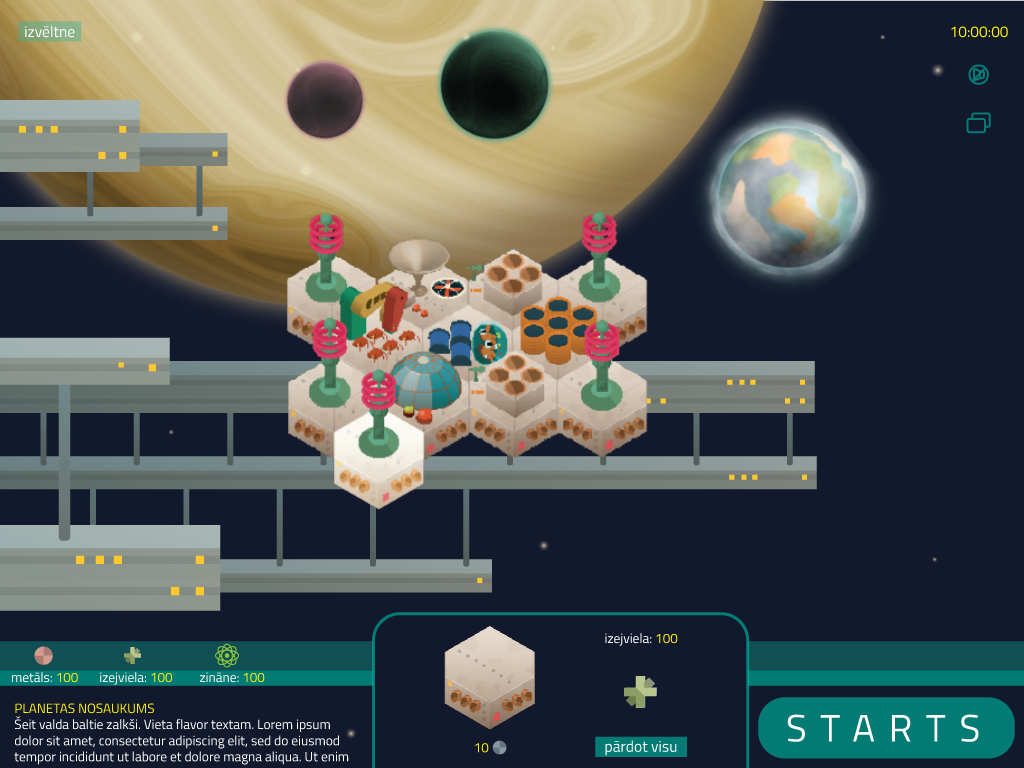 izvēltne
10:00:00
izejviela: 100
metāls: 100 izejviela: 100 zināne: 100
PLANETAS NOSAUKUMS
Šeit valda baltie zalkši. Vieta flavor textam. Lorem ipsum
dolor sit amet, consectetur adipiscing elit, sed do eiusmod
tempor incididunt ut labore et dolore magna aliqua. Ut enim
10
pārdot visu
STARTS